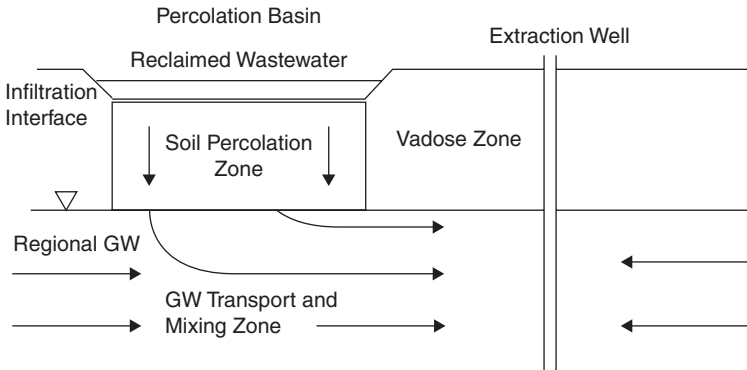 Percolation Basin
Extraction Well
Reclaimed Wastewater
Infiltration
Interface
Soil Percolation
Zone
Vadose Zone
Regional GW
GW Transport and
Mixing Zone